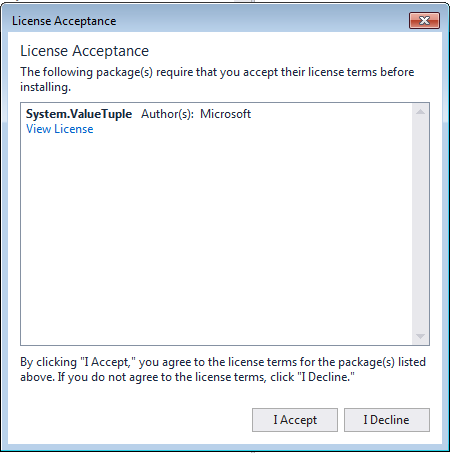 License Acceptance
License Acceptance
The following package(s) require that you accept their license terms before
installing.
System.ValueTuple Author(s): Microsoft
View License
By clicking "I Accept," you agree to the license terms for the package(s) listed
above. If you do not agree to the license terms, click "I Decline."
I Accept I Decline